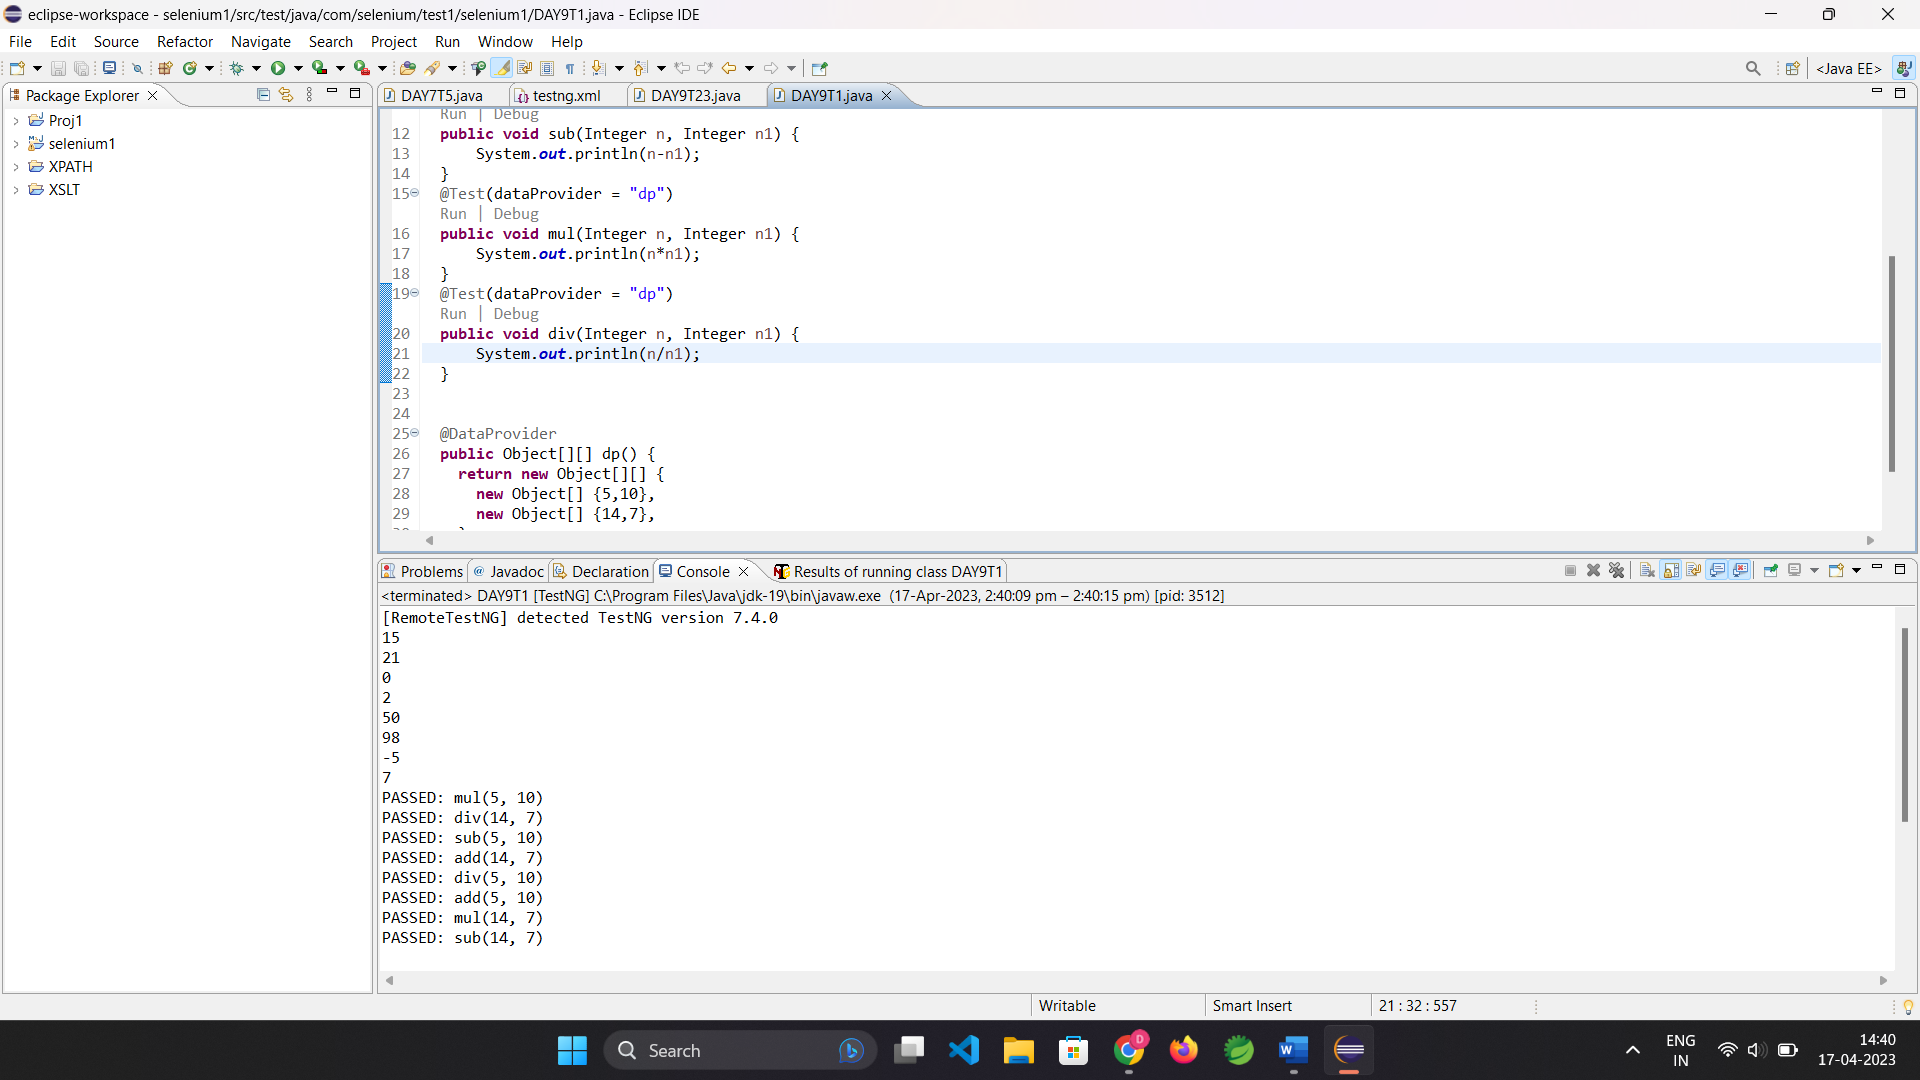 eclipse-workspace - selenium1/src/test/java/com/selenium/test1/selenium1/DAY9T1.java - Eclipse IDE
File Edit Source Refactor Navigate Search Project Run Window Help
<Java EE>
Package Explorer
DAY7T5.java testng.xml DAY9T23.java DAY9T1.java
Proj1
selenium1
XPATH
XSLT
Run | Debug
12 public void sub(Integer n, Integer n1) {
13 System.out.println(n-n1);
14 }
15 @Test(dataProvider = "dp")
Run | Debug
16 public void mul(Integer n, Integer n1) {
17 System.out.println(n*n1);
18 }
19 @Test(dataProvider = "dp")
Run | Debug
20 public void div(Integer n, Integer n1) {
21 System.out.println(n/n1);
22 }
23
24
25 @DataProvider
26 public Object[][] dp() {
27 return new Object[][] {
28 new Object[] {5,10},
29 new Object[] {14,7},
Problems Javadoc Declaration Console Results of running class DAY9T1
<terminated> DAY9T1 [TestNG] C:\Program Files\Java\jdk-19\bin\javaw.exe (17-Apr-2023, 2:40:09 pm – 2:40:15 pm) [pid: 3512]
[RemoteTestNG] detected TestNG version 7.4.0
15
21
0
2
50
98
-5
7
PASSED: mul(5, 10)
PASSED: div(14, 7)
PASSED: sub(5, 10)
PASSED: add(14, 7)
PASSED: div(5, 10)
PASSED: add(5, 10)
PASSED: mul(14, 7)
PASSED: sub(14, 7)
Writable Smart Insert 21 : 32 : 557
Search
ENG
IN
14:40
17-04-2023